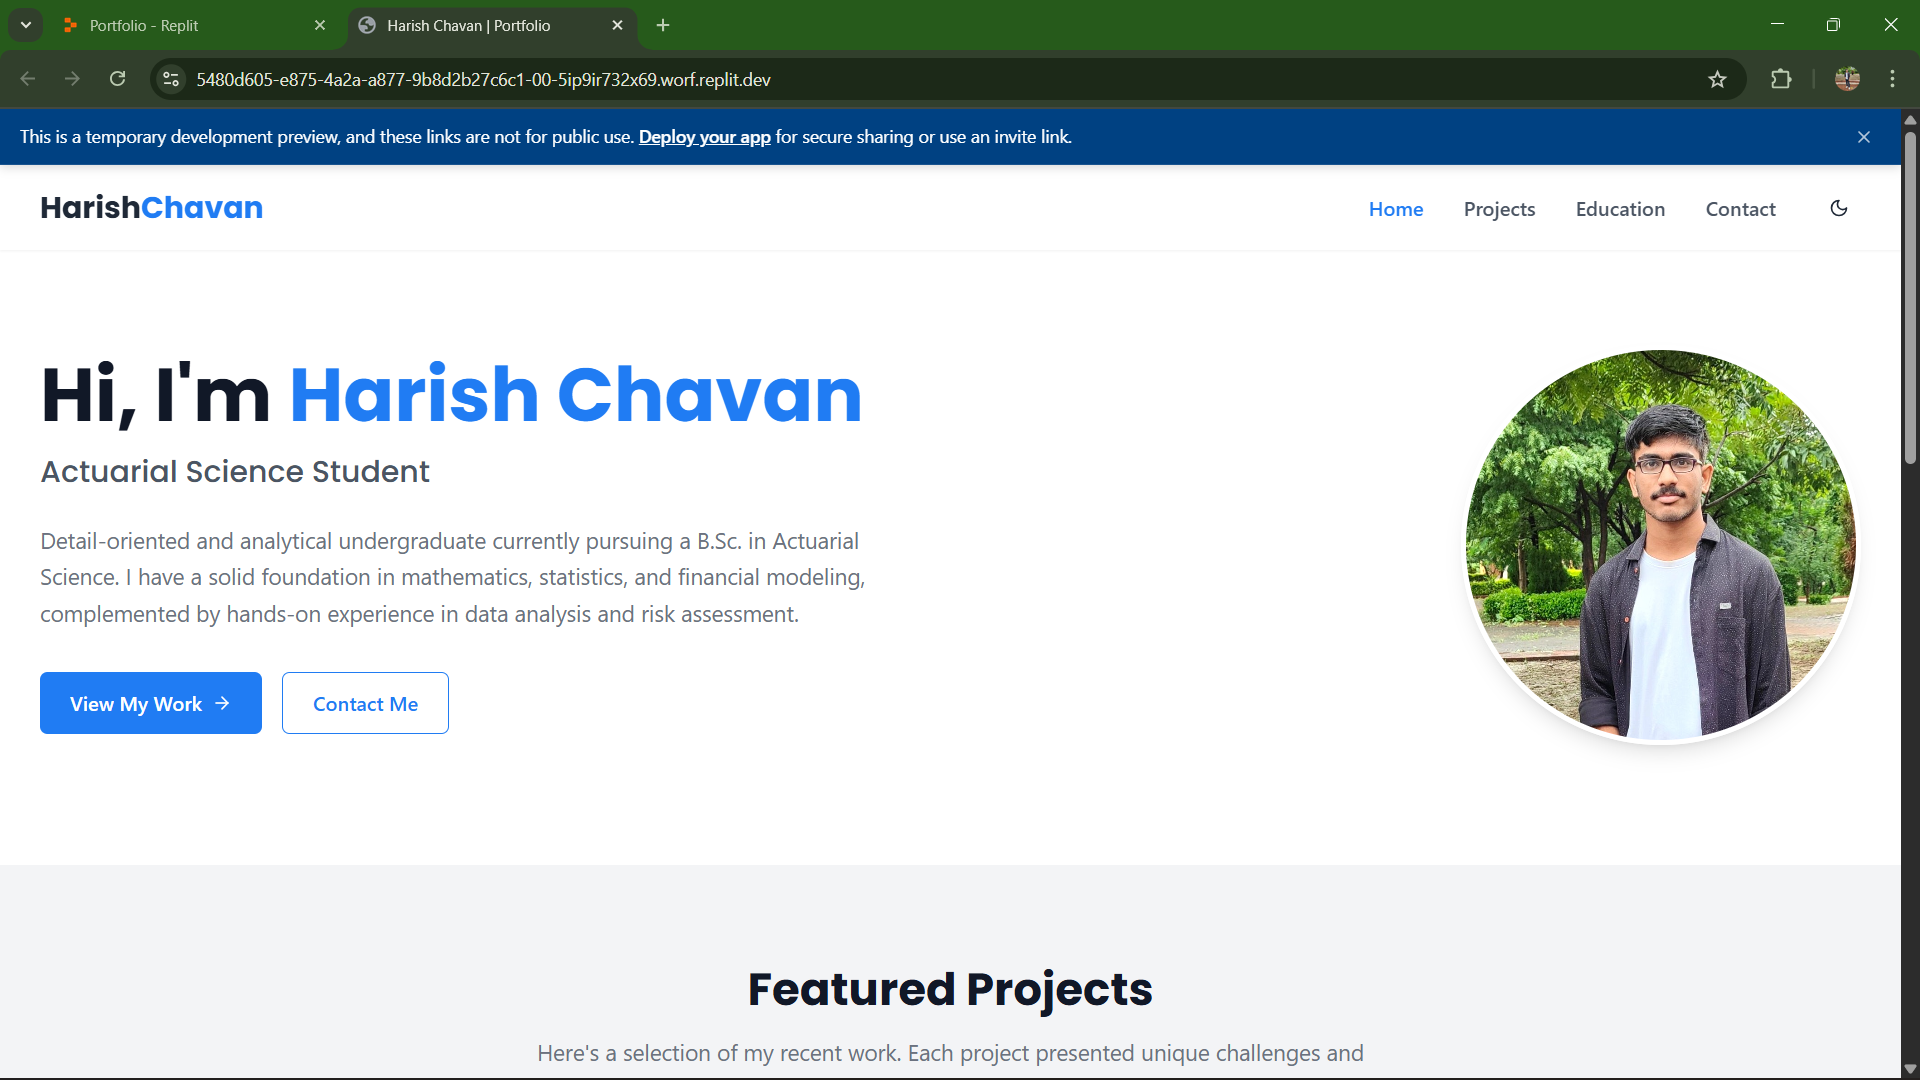 Portfolio - Replit
Harish Chavan | Portfolio
5480d605-e875-4a2a-a877-9b8d2b27c6c1-00-5ip9ir732x69.worf.replit.dev
This is a temporary development preview, and these links are not for public use. Deploy your app for secure sharing or use an invite link.
HarishChavan
Home Projects Education Contact
Hi, I'm Harish Chavan
Actuarial Science Student
Detail-oriented and analytical undergraduate currently pursuing a B.Sc. in Actuarial
Science. I have a solid foundation in mathematics, statistics, and financial modeling,
complemented by hands-on experience in data analysis and risk assessment.
View My Work → Contact Me
Featured Projects
Here's a selection of my recent work. Each project presented unique challenges and